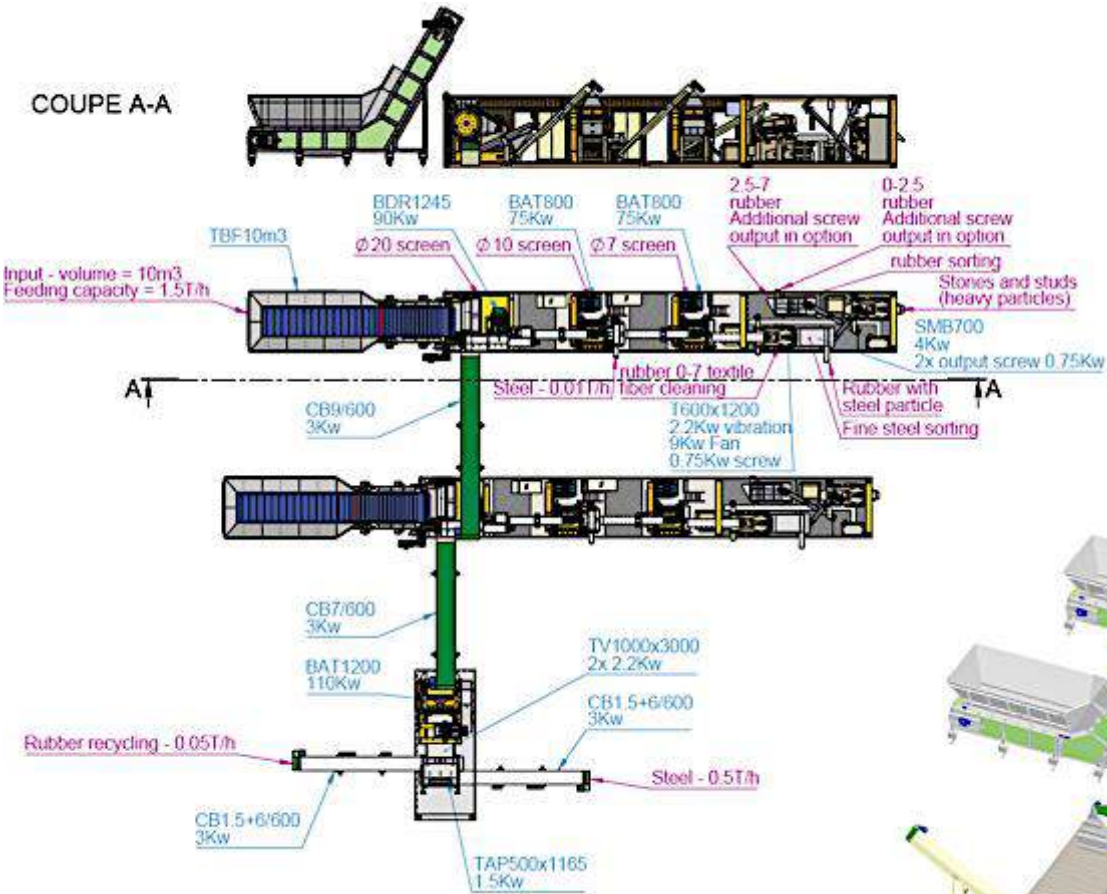 COUPE A-A
BDR1245
90Kw
BAT800
75Kw
BAT800
75Kw
2.5-7
rubber
Additional screw
output in option
0-2.5
rubber
Additional screw
output in option
TBF10m3
Ø20 screen
Ø10 screen
Ø7 screen
rubber sorting
Input - volume = 10m3
Feeding capacity = 1.5T/h
Stones and studs
(heavy particles)
SMB700
4Kw
2x output screw 0.75Kw
A
Steel - 0.01T/h
rubber 0-7 textile
fiber cleaning
Rubber with
steel particle
A
CB9/600
3Kw
T600x1200
2.2Kw vibration
9Kw Fan
0.75Kw screw
Fine steel sorting
CB7/600
3Kw
BAT1200
110Kw
TV1000x3000
2x 2.2Kw
CB1.5+6/600
3Kw
Rubber recycling - 0.05T/h
Steel - 0.5T/h
CB1.5+6/600
3Kw
TAP500x1165
1.5Kw